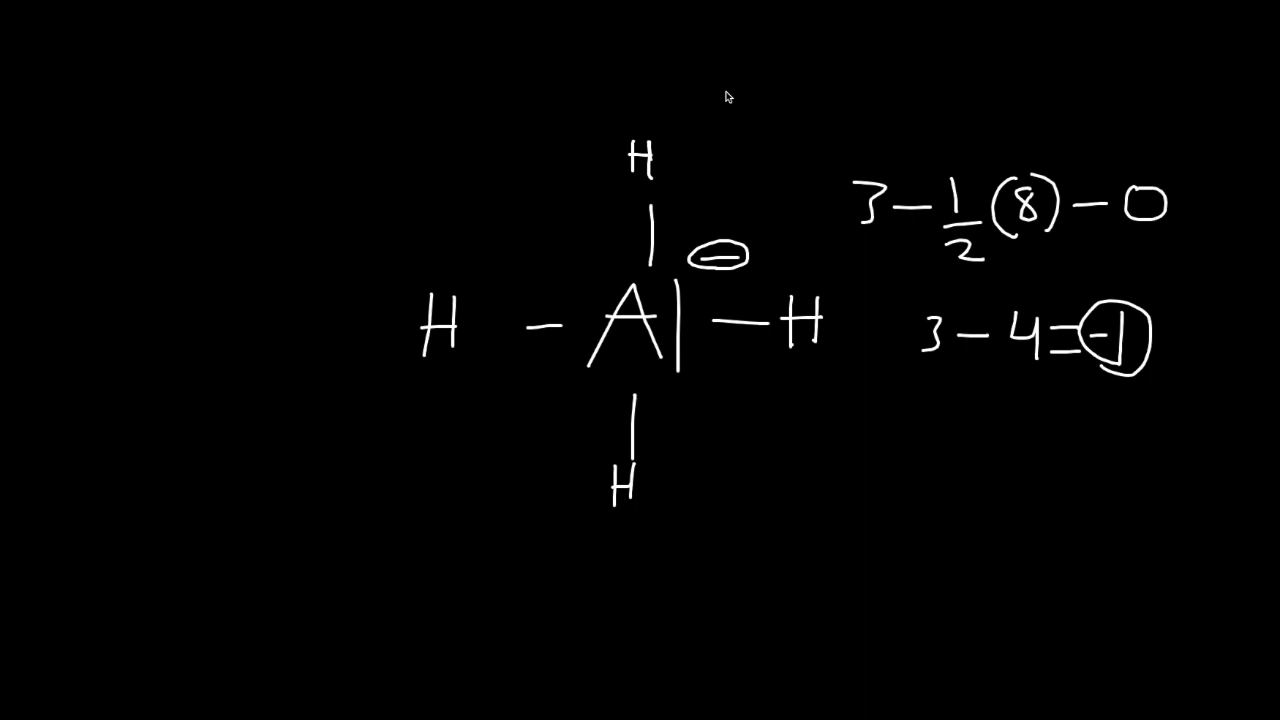 H
|
⊖
H – Al – H
|
H
3 – 1/2 (8) – 0
3 – 4 = -1